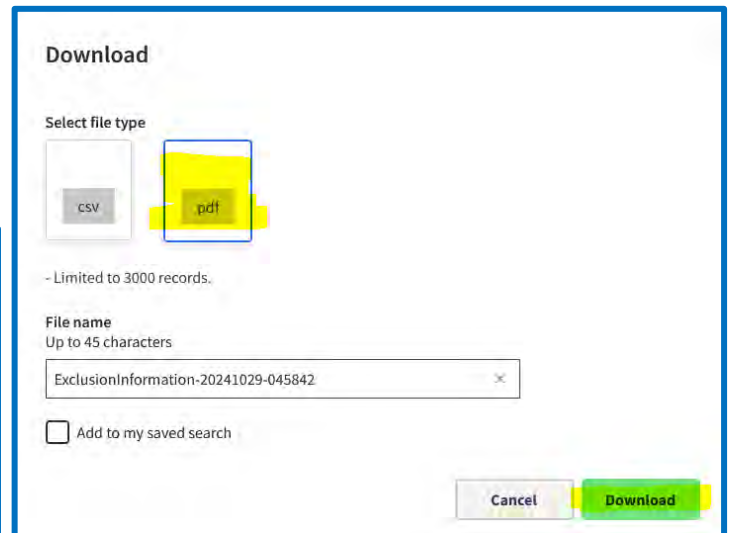 Download
Select file type
csv
pdf
- Limited to 3000 records.
File name
Up to 45 characters
ExclusionInformation-20241029-045842 ×
Add to my saved search
Cancel Download